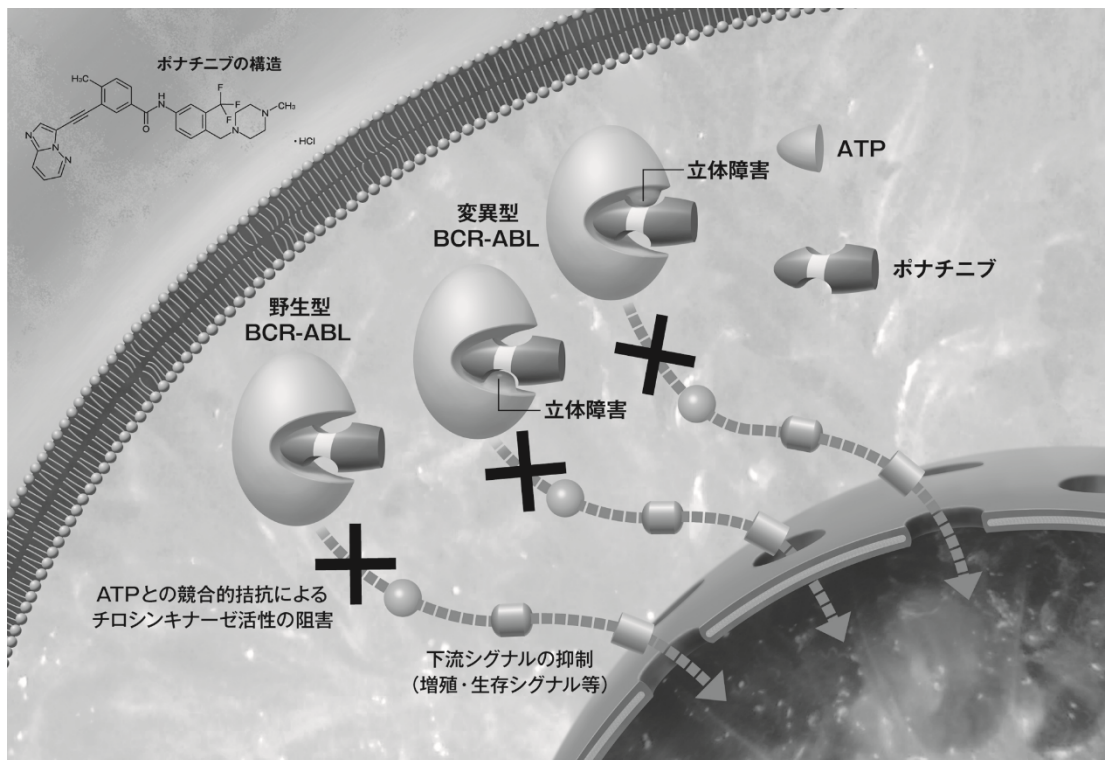 ポナチニブの構造
H₃C
O
H
N
F
F
F
N
N
CH₃
N
N
N
・HCl
ATP
立体障害
変異型
BCR-ABL
ポナチニブ
野生型
BCR-ABL
立体障害
ATPとの競合的拮抗による
チロシンキナーゼ活性の阻害
下流シグナルの抑制
（増殖・生存シグナル等）